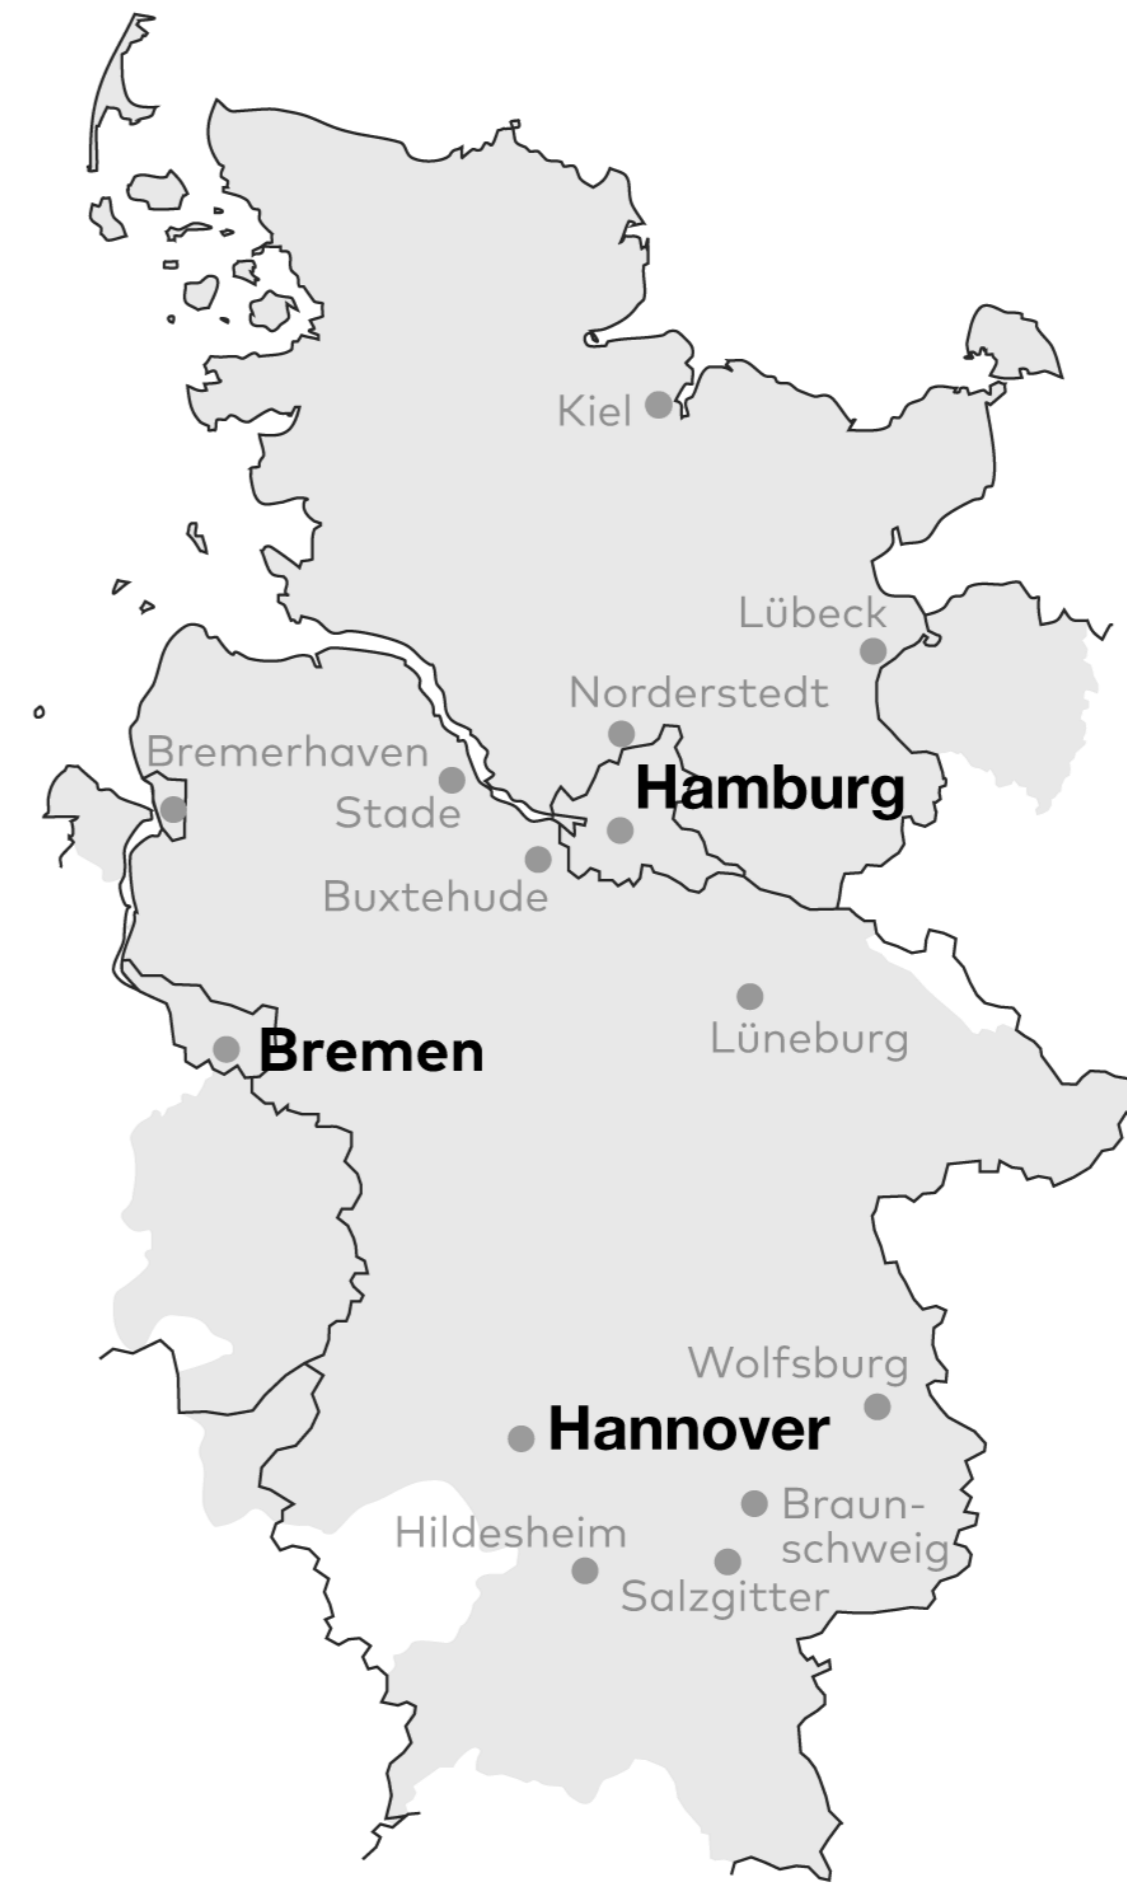 Kiel
Lübeck
Norderstedt
Bremerhaven
Hamburg
Stade
Buxtehude
Lüneburg
Bremen
Wolfsburg
Hannover
Braun-
schweig
Hildesheim
Salzgitter